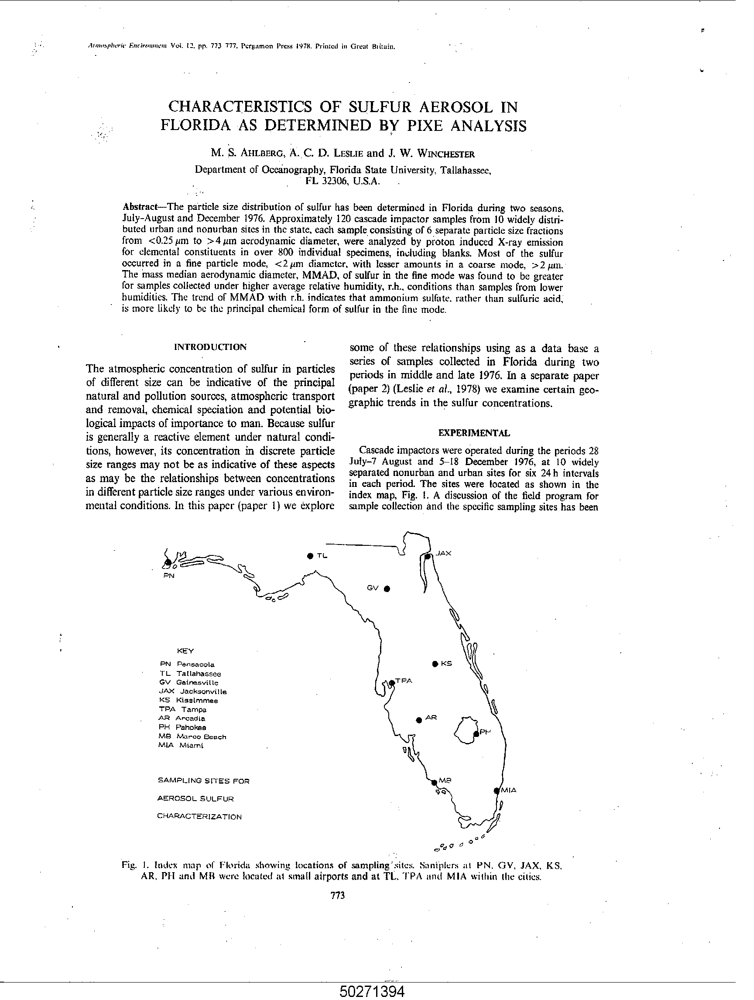 Atmospheric Environment Vol. 12, pp. 773 777, Pergamon Press 1978. Printed in Great Britain.
CHARACTERISTICS OF SULFUR AEROSOL IN
FLORIDA AS DETERMINED BY PIXE ANALYSIS
M. S. AHLBERG, A. C. D. LESLIE and J. W. WINCHESTER
Department of Oceanography, Florida State University, Tallahassee,
FL 32306, U.S.A.
Abstract—The particle size distribution of sulfur has been determined in Florida during two seasons,
July-August and December 1976. Approximately 120 cascade impactor samples from 10 widely distri-
buted urban and nonurban sites in the state, each sample consisting of 6 separate particle size fractions
from <0.25 μm to >4 μm aerodynamic diameter, were analyzed by proton induced X-ray emission
for elemental constituents in over 800 individual specimens, including blanks. Most of the sulfur
occurred in a fine particle mode, <2 μm diameter, with lesser amounts in a coarse mode, >2 μm.
The mass median aerodynamic diameter, MMAD, of sulfur in the fine mode was found to be greater
for samples collected under higher average relative humidity, r.h., conditions than samples from lower
humidities. The trend of MMAD with r.h. indicates that ammonium sulfate, rather than sulfuric acid,
is more likely to be the principal chemical form of sulfur in the fine mode.
INTRODUCTION
The atmospheric concentration of sulfur in particles
of different size can be indicative of the principal
natural and pollution sources, atmospheric transport
and removal, chemical speciation and potential bio-
logical impacts of importance to man. Because sulfur
is generally a reactive element under natural condi-
tions, however, its concentration in discrete particle
size ranges may not be as indicative of these aspects
as may be the relationships between concentrations
in different particle size ranges under various environ-
mental conditions. In this paper (paper 1) we explore
some of these relationships using as a data base a
series of samples collected in Florida during two
periods in middle and late 1976. In a separate paper
(paper 2) (Leslie et al., 1978) we examine certain geo-
graphic trends in the sulfur concentrations.
EXPERIMENTAL
Cascade impactors were operated during the periods 28
July–7 August and 5–18 December 1976, at 10 widely
separated nonurban and urban sites for six 24 h intervals
in each period. The sites were located as shown in the
index map, Fig. 1. A discussion of the field program for
sample collection and the specific sampling sites has been
PN
TL
JAX
GV
KS
TPA
AR
PH
MB
MIA
KEY
PN Pensacola
TL Tallahassee
GV Gainesville
JAX Jacksonville
KS Kissimmee
TPA Tampa
AR Arcadia
PH Pahokee
MB Marco Beach
MIA Miami
SAMPLING SITES FOR
AEROSOL SULFUR
CHARACTERIZATION
Fig. 1. Index map of Florida showing locations of sampling sites. Samplers at PN, GV, JAX, KS,
AR, PH and MB were located at small airports and at TL, TPA and MIA within the cities.
773
50271394